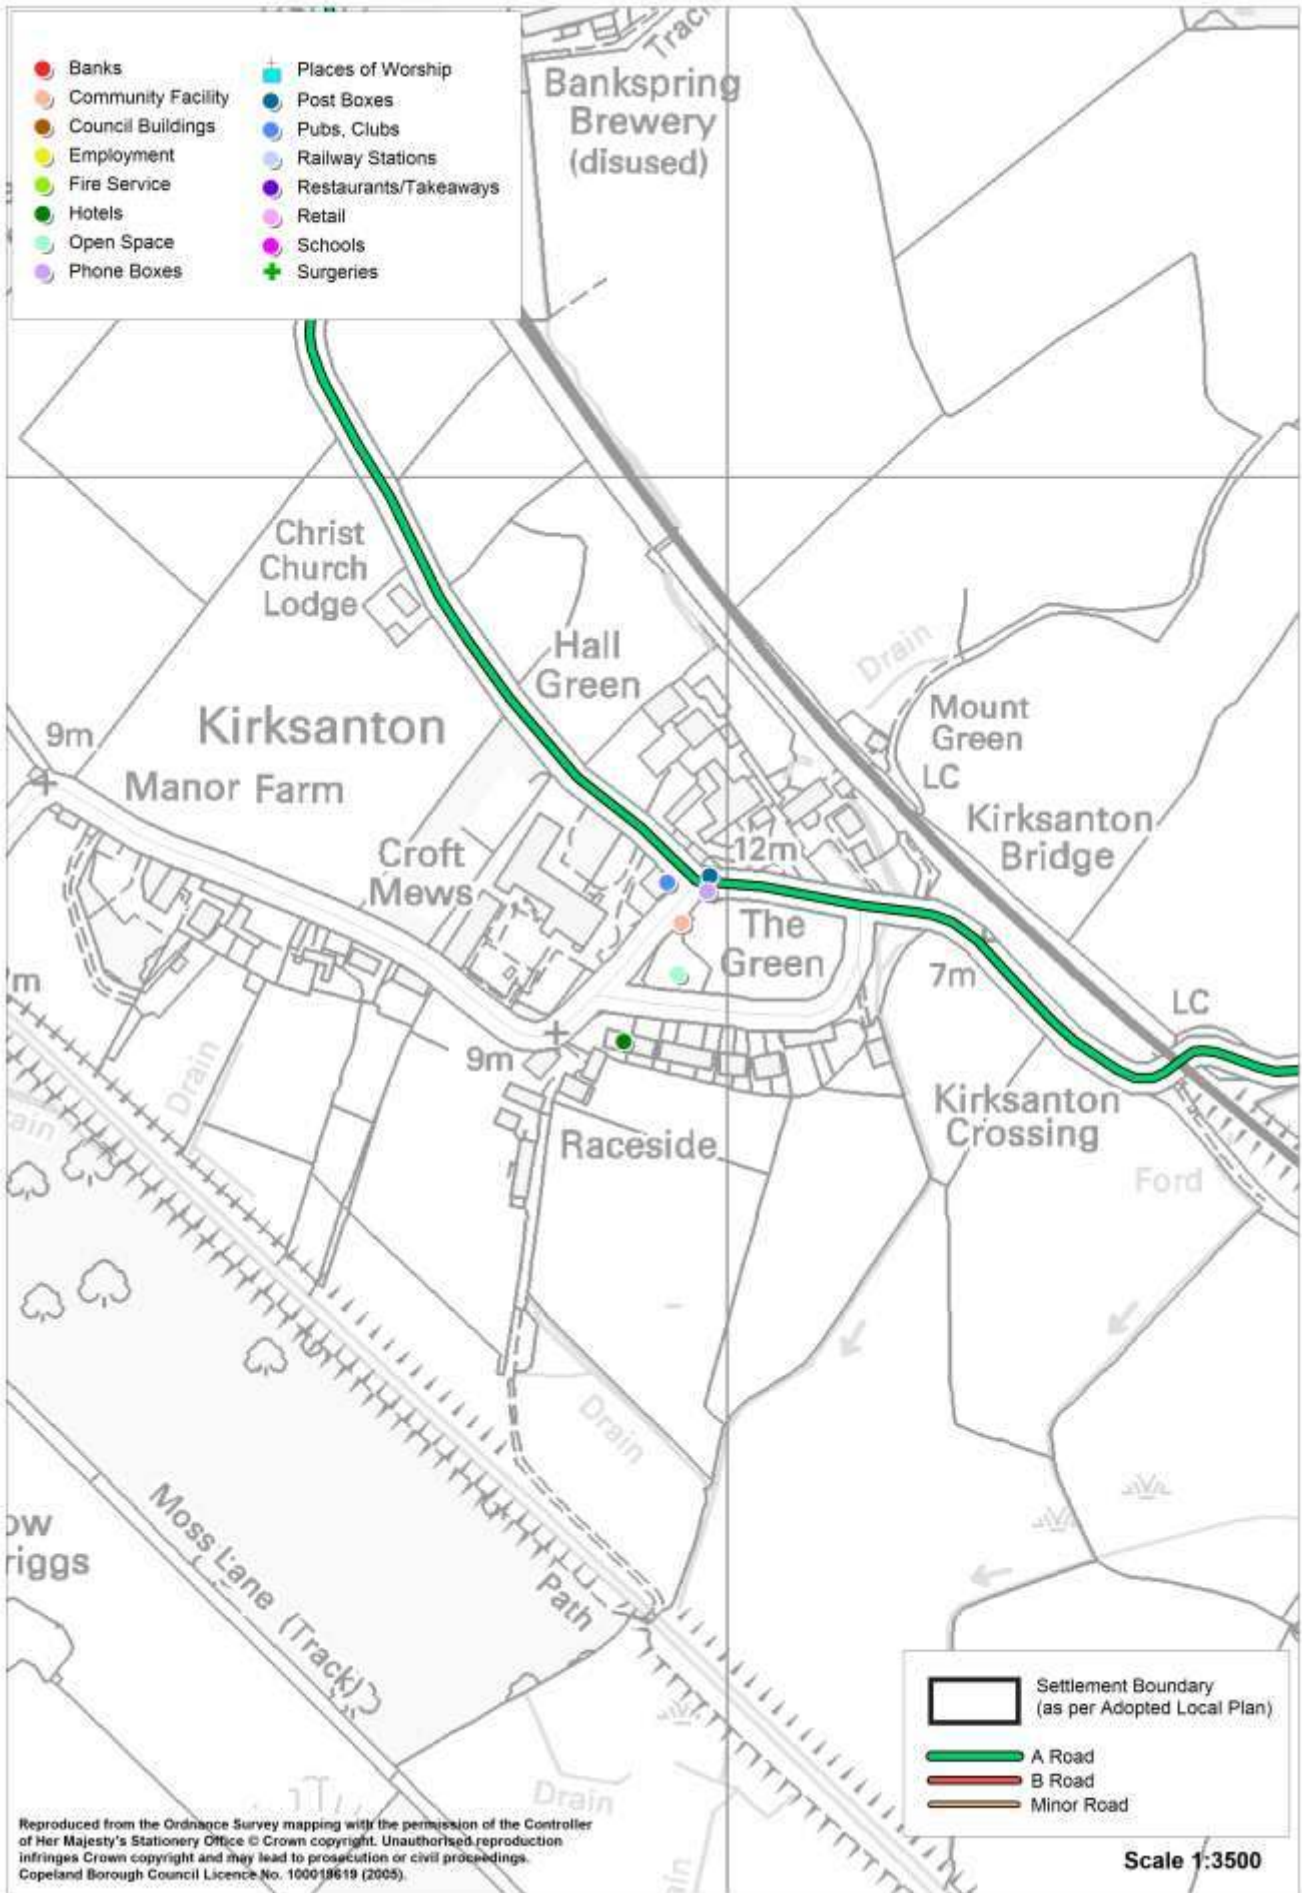 Banks
Community Facility
Council Buildings
Employment
Fire Service
Hotels
Open Space
Phone Boxes
Places of Worship
Post Boxes
Pubs, Clubs
Railway Stations
Restaurants/Takeaways
Retail
Schools
Surgeries
Track
Bankspring
Brewery
(disused)
Christ
Church
Lodge
Hall
Green
Drain
Kirksanton
9m
Manor Farm
Mount
Green
LC
Kirksanton
Bridge
Croft
Mews
12m
The
Green
7m
m
LC
9m
Drain
Kirksanton
Crossing
Raceside
Ford
ain
Drain
Moss Lane (Track)
Path
ow
riggs
Drain
ain
Settlement Boundary
(as per Adopted Local Plan)
A Road
B Road
Minor Road
Reproduced from the Ordnance Survey mapping with the permission of the Controller
of Her Majesty's Stationery Office © Crown copyright. Unauthorised reproduction
infringes Crown copyright and may lead to prosecution or civil proceedings.
Copeland Borough Council Licence No. 100019619 (2005).
Scale 1:3500